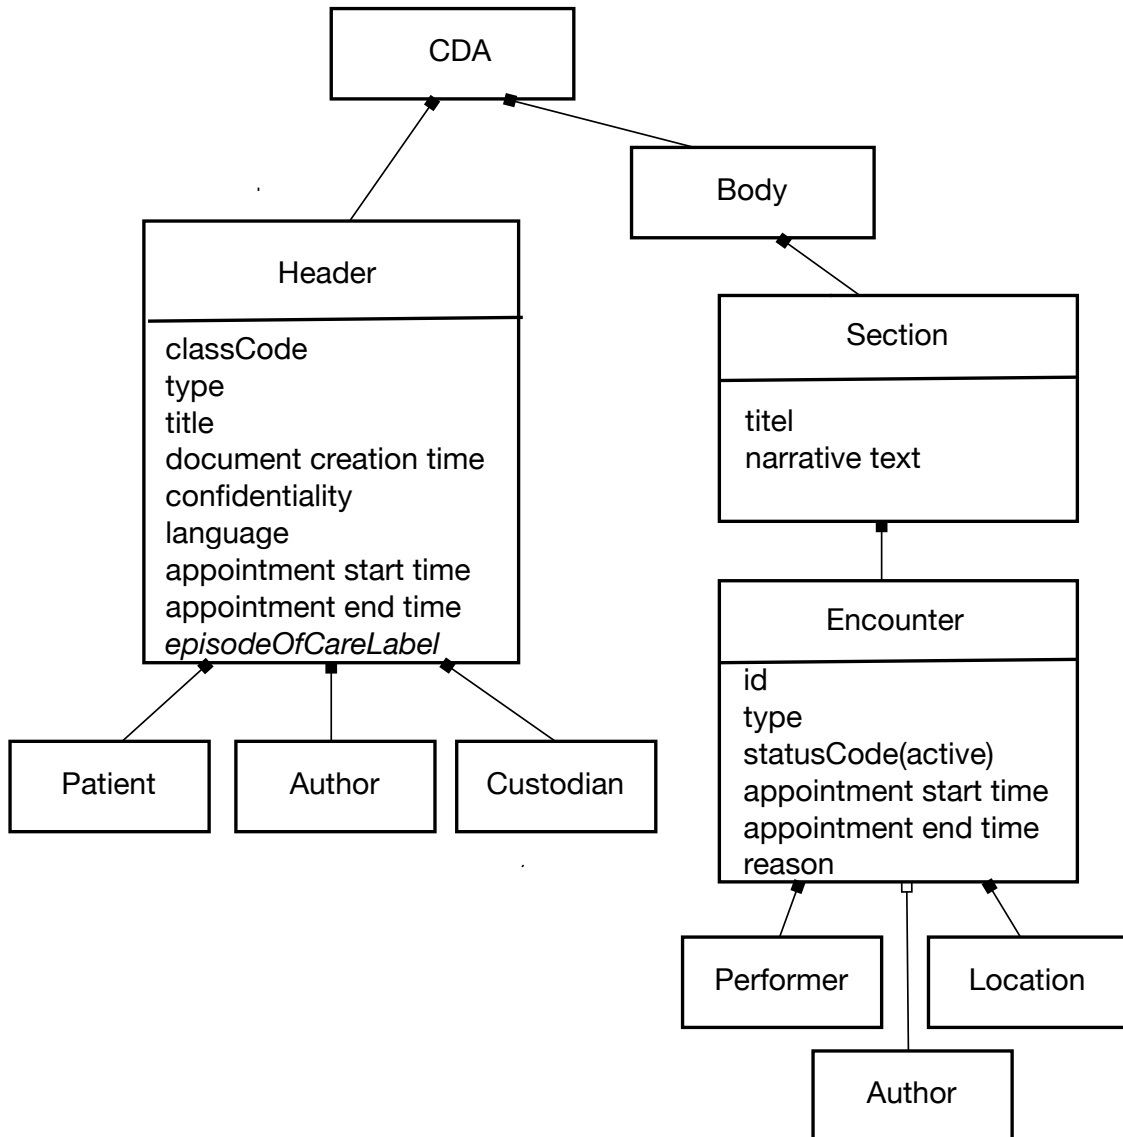 CDA
Body
Header
classCode
type
title
document creation time
confidentiality
language
appointment start time
appointment end time
episodeOfCareLabel
Section
titel
narrative text
Encounter
id
type
statusCode(active)
appointment start time
appointment end time
reason
Patient
Author
Custodian
Performer
Location
Author